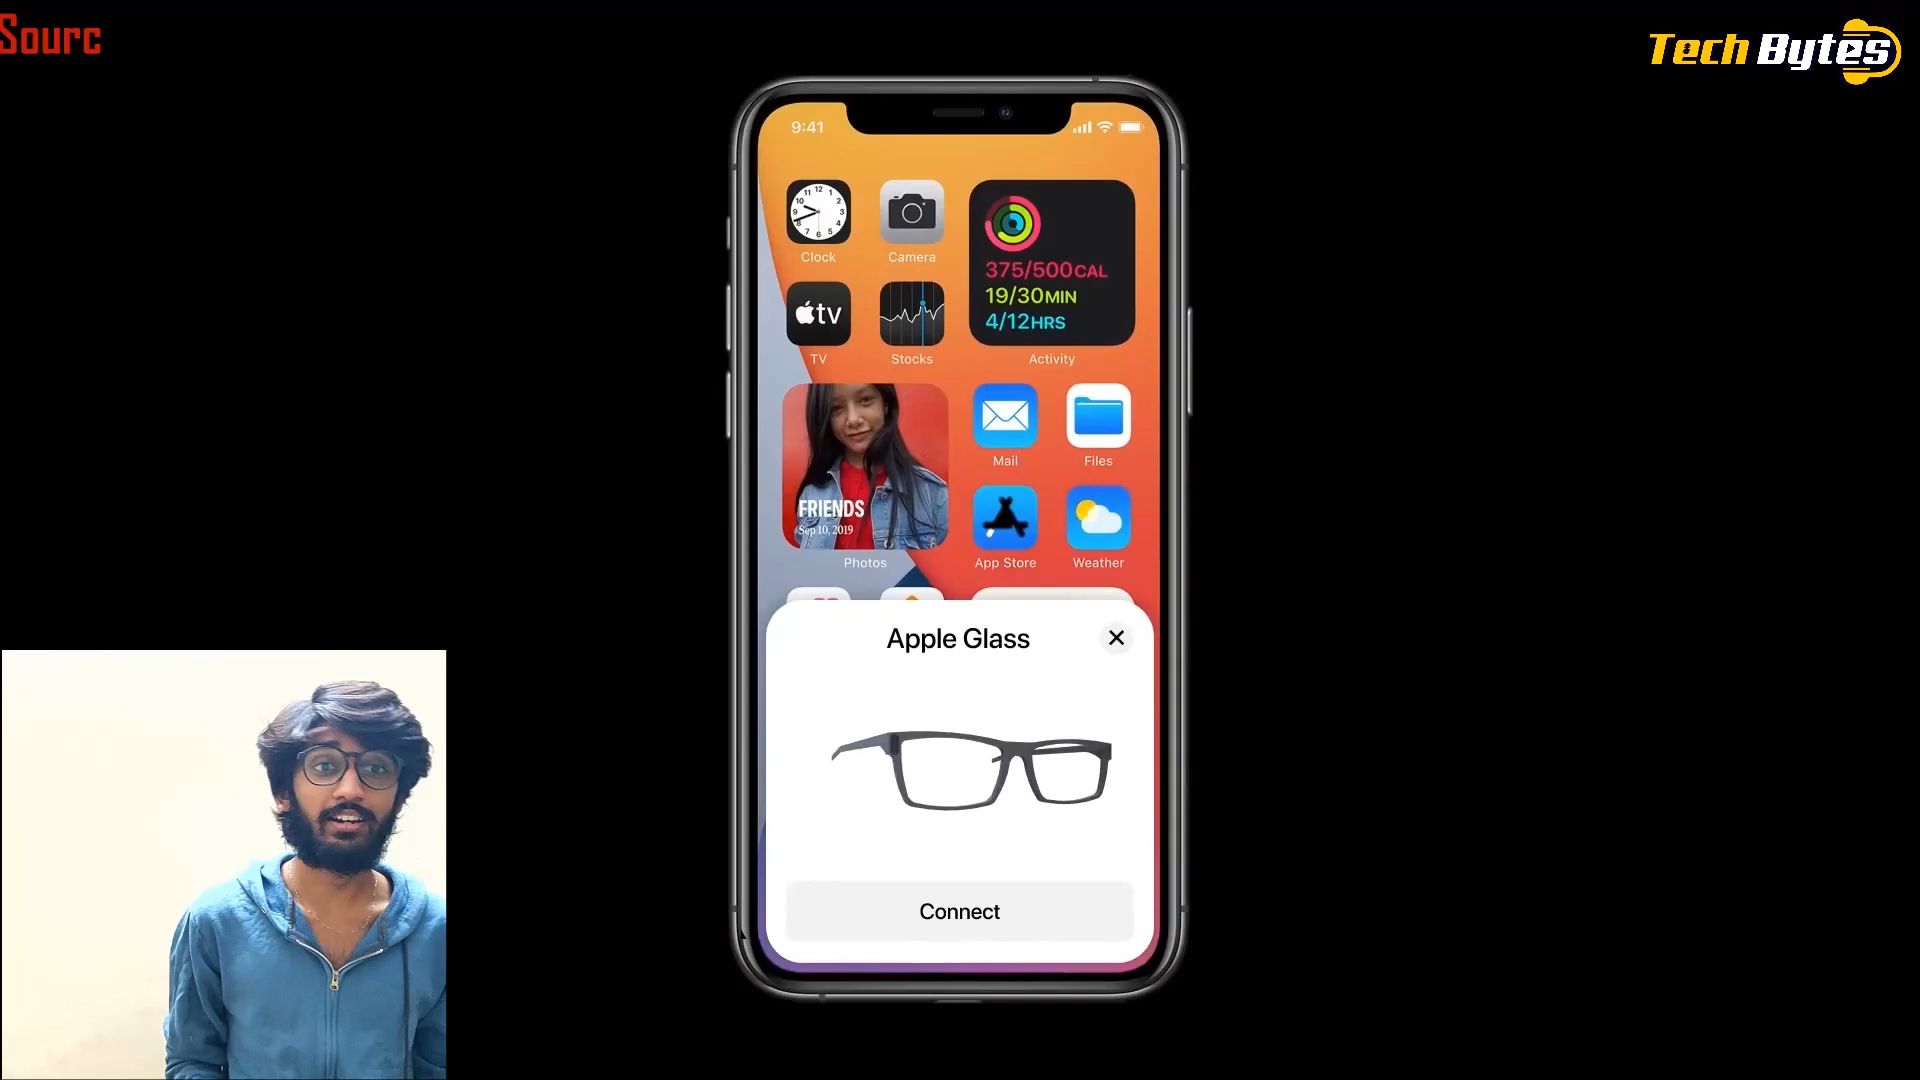 Sourc
Tech Bytes
9:41
Clock
Camera
375/500CAL
19/30MIN
4/12HRS
tv
TV
Stocks
Activity
FRIENDS
Sep 10, 2019
Mail
Files
Photos
App Store
Weather
Apple Glass
Connect